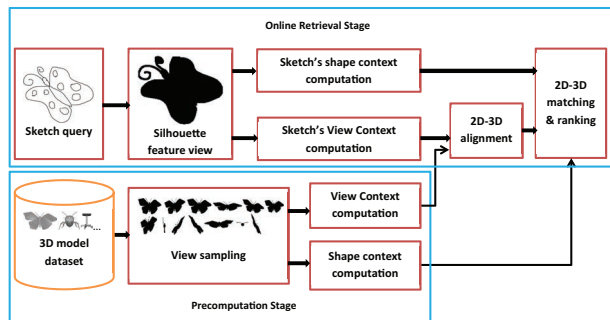 Online Retrieval Stage
Sketch query
Silhouette
feature view
Sketch's shape context
computation
Sketch's View Context
computation
2D-3D
alignment
2D-3D
matching
& ranking
3D model
dataset
...
View sampling
View Context
computation
Shape context
computation
Precomputation Stage